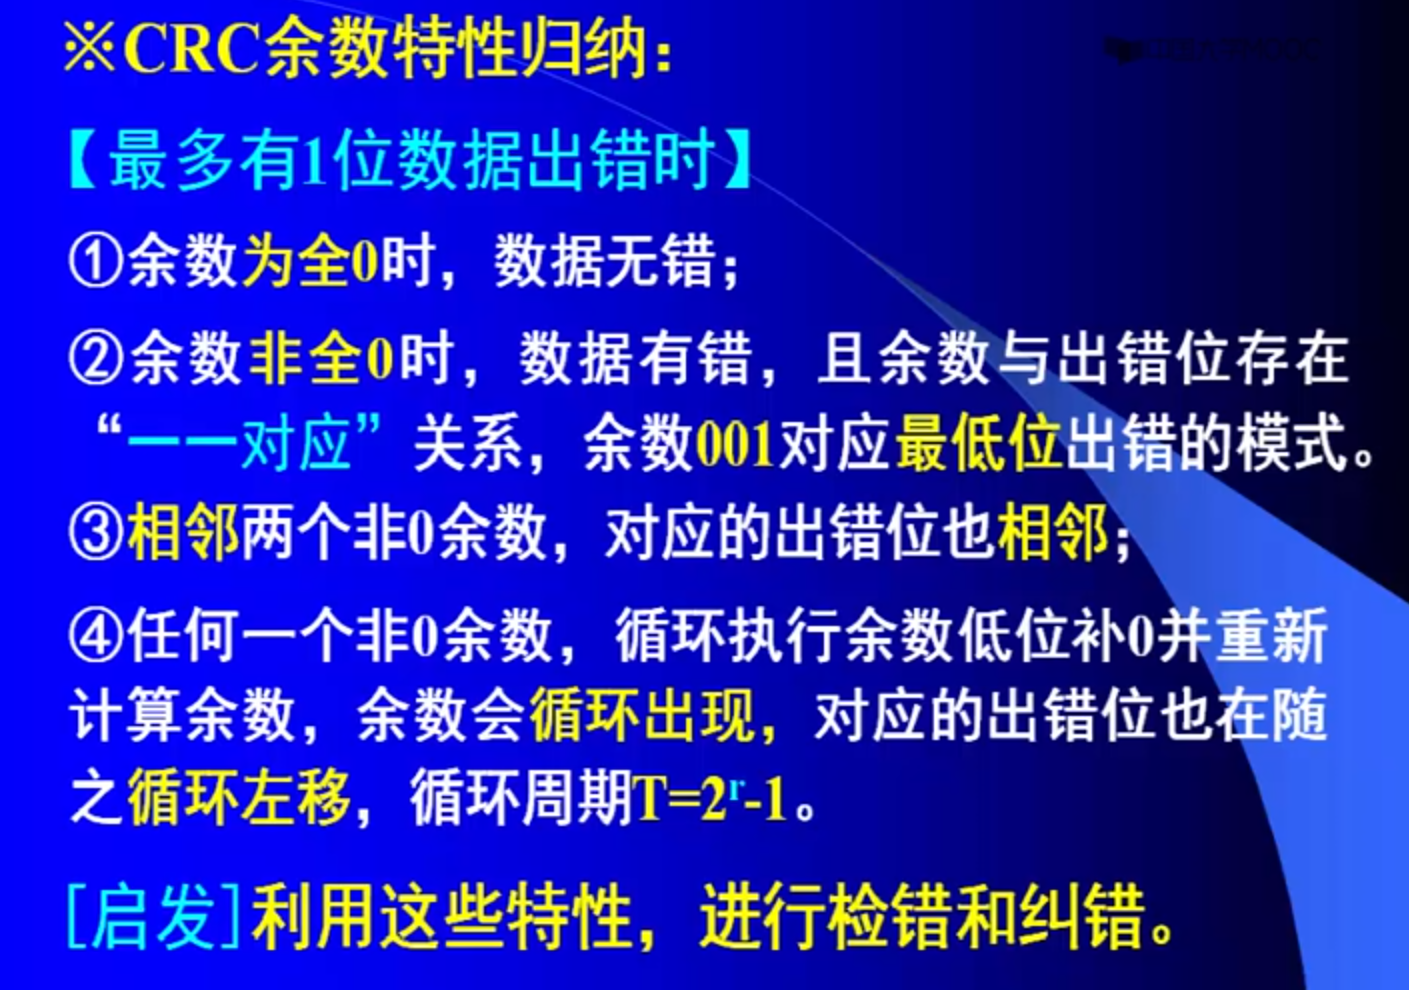 ※CRC余数特性归纳：
【最多有1位数据出错时】
①余数为全0时，数据无错；
②余数非全0时，数据有错，且余数与出错位存在
“一一对应”关系，余数001对应最低位出错的模式。
③相邻两个非0余数，对应的出错位也相邻；
④任何一个非0余数，循环执行余数低位补0并重新
计算余数，余数会循环出现，对应的出错位也在随
之循环左移，循环周期T=2ʳ-1。
[启发]利用这些特性，进行检错和纠错。